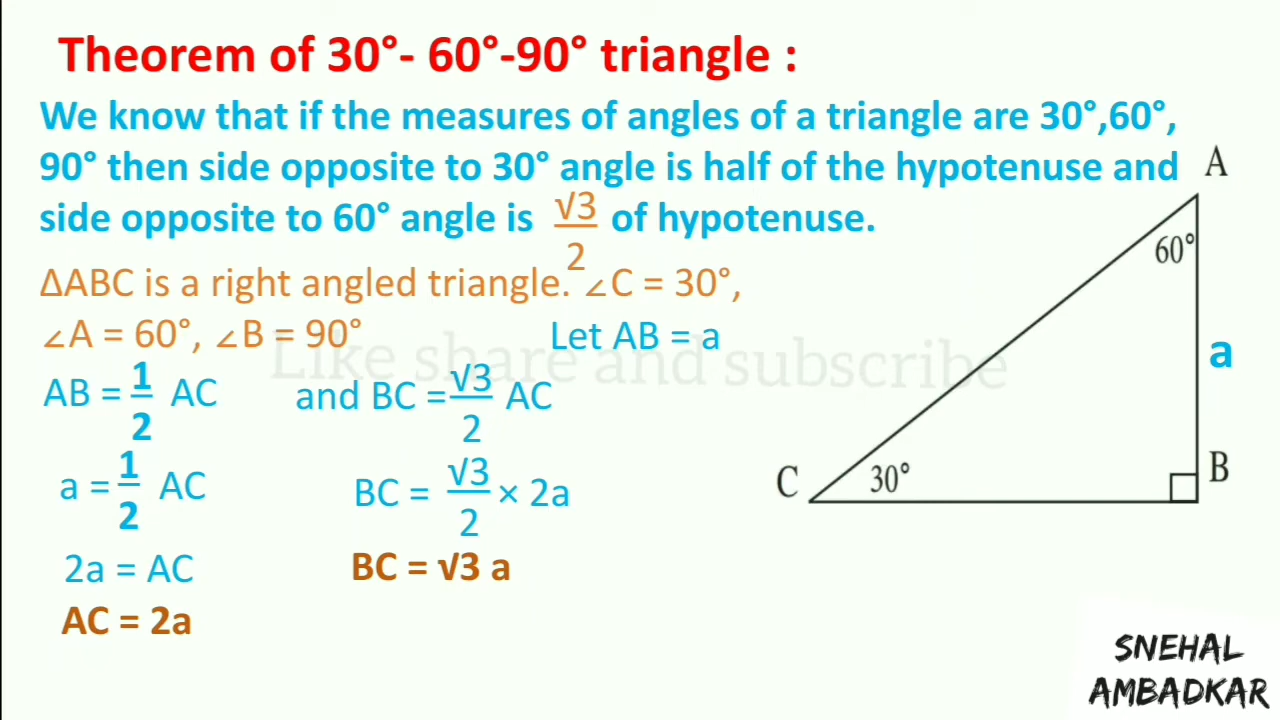 Theorem of 30°- 60°-90° triangle :
We know that if the measures of angles of a triangle are 30°,60°,
90° then side opposite to 30° angle is half of the hypotenuse and
side opposite to 60° angle is √3/2 of hypotenuse.
ΔABC is a right angled triangle. ∠C = 30°,
∠A = 60°, ∠B = 90° Let AB = a
Like share and subscribe
AB = 1/2 AC and BC = √3/2 AC
a = 1/2 AC BC = √3/2 × 2a
2a = AC BC = √3 a
AC = 2a
A
60°
a
B
C 30°
SNEHAL
AMBADKAR